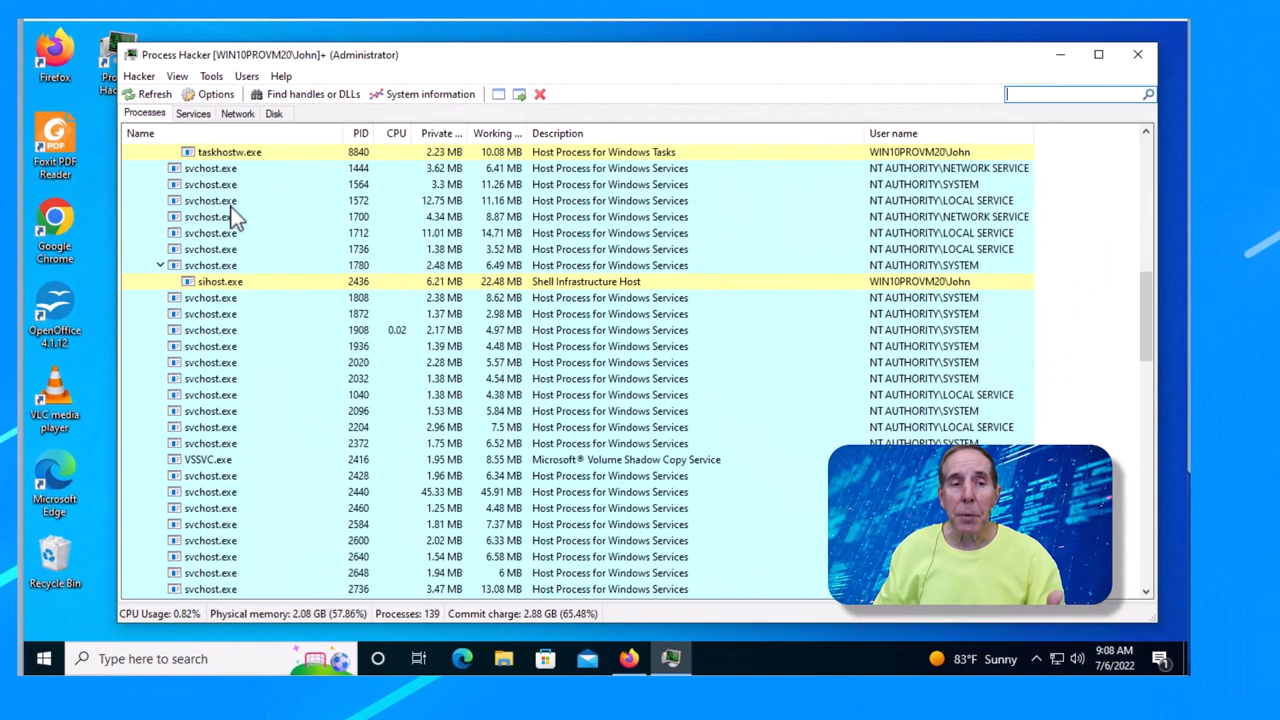 Process Hacker [WIN10PROVM20\John]+ (Administrator)
Hacker View Tools Users Help
Refresh Options Find handles or DLLs System information
Processes Services Network Disk
Name PID CPU Private ... Working ... Description User name
taskhostw.exe 8840 2.23 MB 10.08 MB Host Process for Windows Tasks WIN10PROVM20\John
svchost.exe 1444 3.62 MB 6.41 MB Host Process for Windows Services NT AUTHORITY\NETWORK SERVICE
svchost.exe 1564 3.3 MB 11.26 MB Host Process for Windows Services NT AUTHORITY\SYSTEM
svchost.exe 1572 12.75 MB 11.16 MB Host Process for Windows Services NT AUTHORITY\LOCAL SERVICE
svchost.exe 1700 4.34 MB 8.87 MB Host Process for Windows Services NT AUTHORITY\NETWORK SERVICE
svchost.exe 1712 11.01 MB 14.71 MB Host Process for Windows Services NT AUTHORITY\LOCAL SERVICE
svchost.exe 1736 1.38 MB 3.52 MB Host Process for Windows Services NT AUTHORITY\LOCAL SERVICE
svchost.exe 1780 2.48 MB 6.49 MB Host Process for Windows Services NT AUTHORITY\SYSTEM
sihost.exe 2436 6.21 MB 22.48 MB Shell Infrastructure Host WIN10PROVM20\John
svchost.exe 1808 2.38 MB 8.62 MB Host Process for Windows Services NT AUTHORITY\SYSTEM
svchost.exe 1872 1.37 MB 2.98 MB Host Process for Windows Services NT AUTHORITY\SYSTEM
svchost.exe 1908 0.02 2.17 MB 4.97 MB Host Process for Windows Services NT AUTHORITY\SYSTEM
svchost.exe 1936 1.39 MB 4.48 MB Host Process for Windows Services NT AUTHORITY\SYSTEM
svchost.exe 2020 2.28 MB 5.57 MB Host Process for Windows Services NT AUTHORITY\SYSTEM
svchost.exe 2032 1.38 MB 4.54 MB Host Process for Windows Services NT AUTHORITY\SYSTEM
svchost.exe 1040 1.38 MB 4.38 MB Host Process for Windows Services NT AUTHORITY\LOCAL SERVICE
svchost.exe 2096 1.53 MB 5.84 MB Host Process for Windows Services NT AUTHORITY\SYSTEM
svchost.exe 2204 2.96 MB 7.5 MB Host Process for Windows Services NT AUTHORITY\LOCAL SERVICE
svchost.exe 2372 1.75 MB 6.52 MB Host Process for Windows Services NT AUTHORITY\SYSTEM
VSSVC.exe 2416 1.95 MB 8.55 MB Microsoft® Volume Shadow Copy Service
svchost.exe 2428 1.96 MB 6.34 MB Host Process for Windows Services
svchost.exe 2440 45.33 MB 45.91 MB Host Process for Windows Services
svchost.exe 2460 1.25 MB 4.48 MB Host Process for Windows Services
svchost.exe 2584 1.81 MB 7.37 MB Host Process for Windows Services
svchost.exe 2600 2.02 MB 6.33 MB Host Process for Windows Services
svchost.exe 2640 1.54 MB 6.58 MB Host Process for Windows Services
svchost.exe 2648 1.94 MB 6 MB Host Process for Windows Services
svchost.exe 2736 3.47 MB 13.08 MB Host Process for Windows Services
CPU Usage: 0.82% Physical memory: 2.08 GB (57.86%) Processes: 139 Commit charge: 2.88 GB (65.48%)
Firefox
Foxit PDF
Reader
Google
Chrome
OpenOffice
4.1.12
VLC media
player
Microsoft
Edge
Recycle Bin
Type here to search
83°F Sunny
9:08 AM
7/6/2022
1